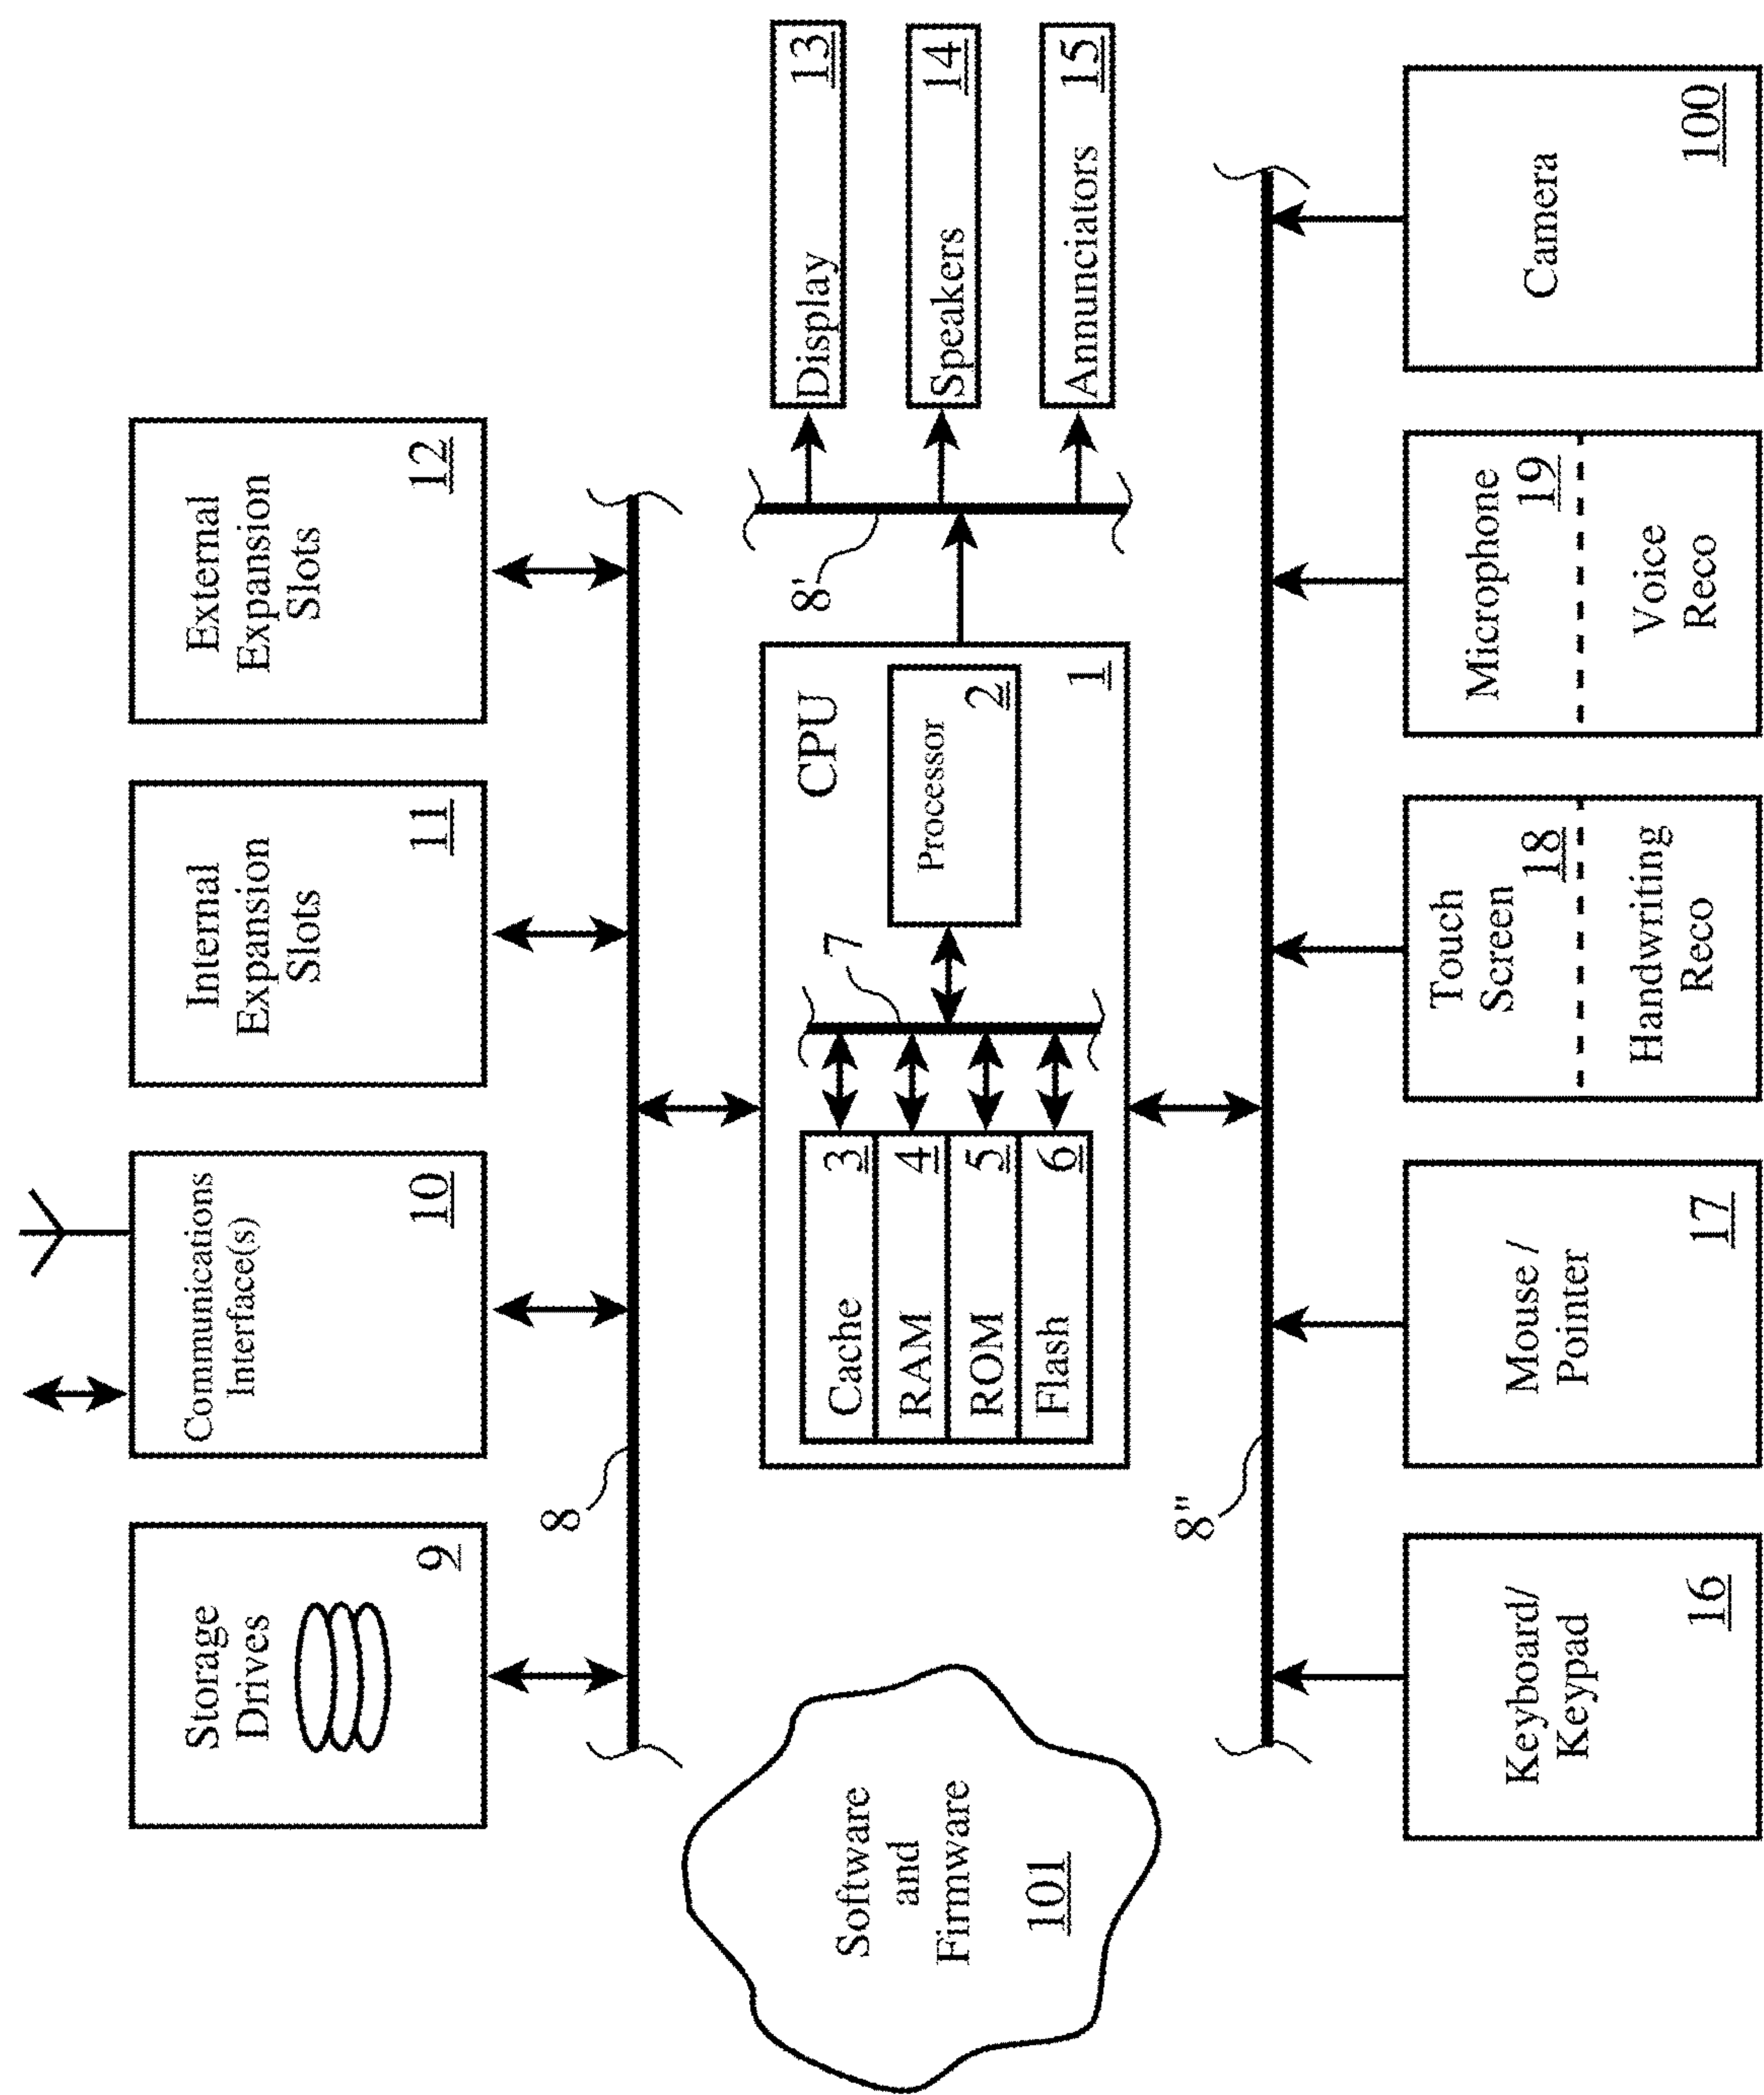 Storage
Drives
9
Communications
Interface(s)
10
Internal
Expansion
Slots
11
External
Expansion
Slots
12
8
Software
and
Firmware
101
CPU
Cache 3
RAM 4
ROM 5
Flash 6
7
Processor
2
1
8'
Display 13
Speakers 14
Annunciators 15
8"
Keyboard/
Keypad
16
Mouse /
Pointer
17
Touch
Screen
18
Handwriting
Reco
Microphone
19
Voice
Reco
Camera
100